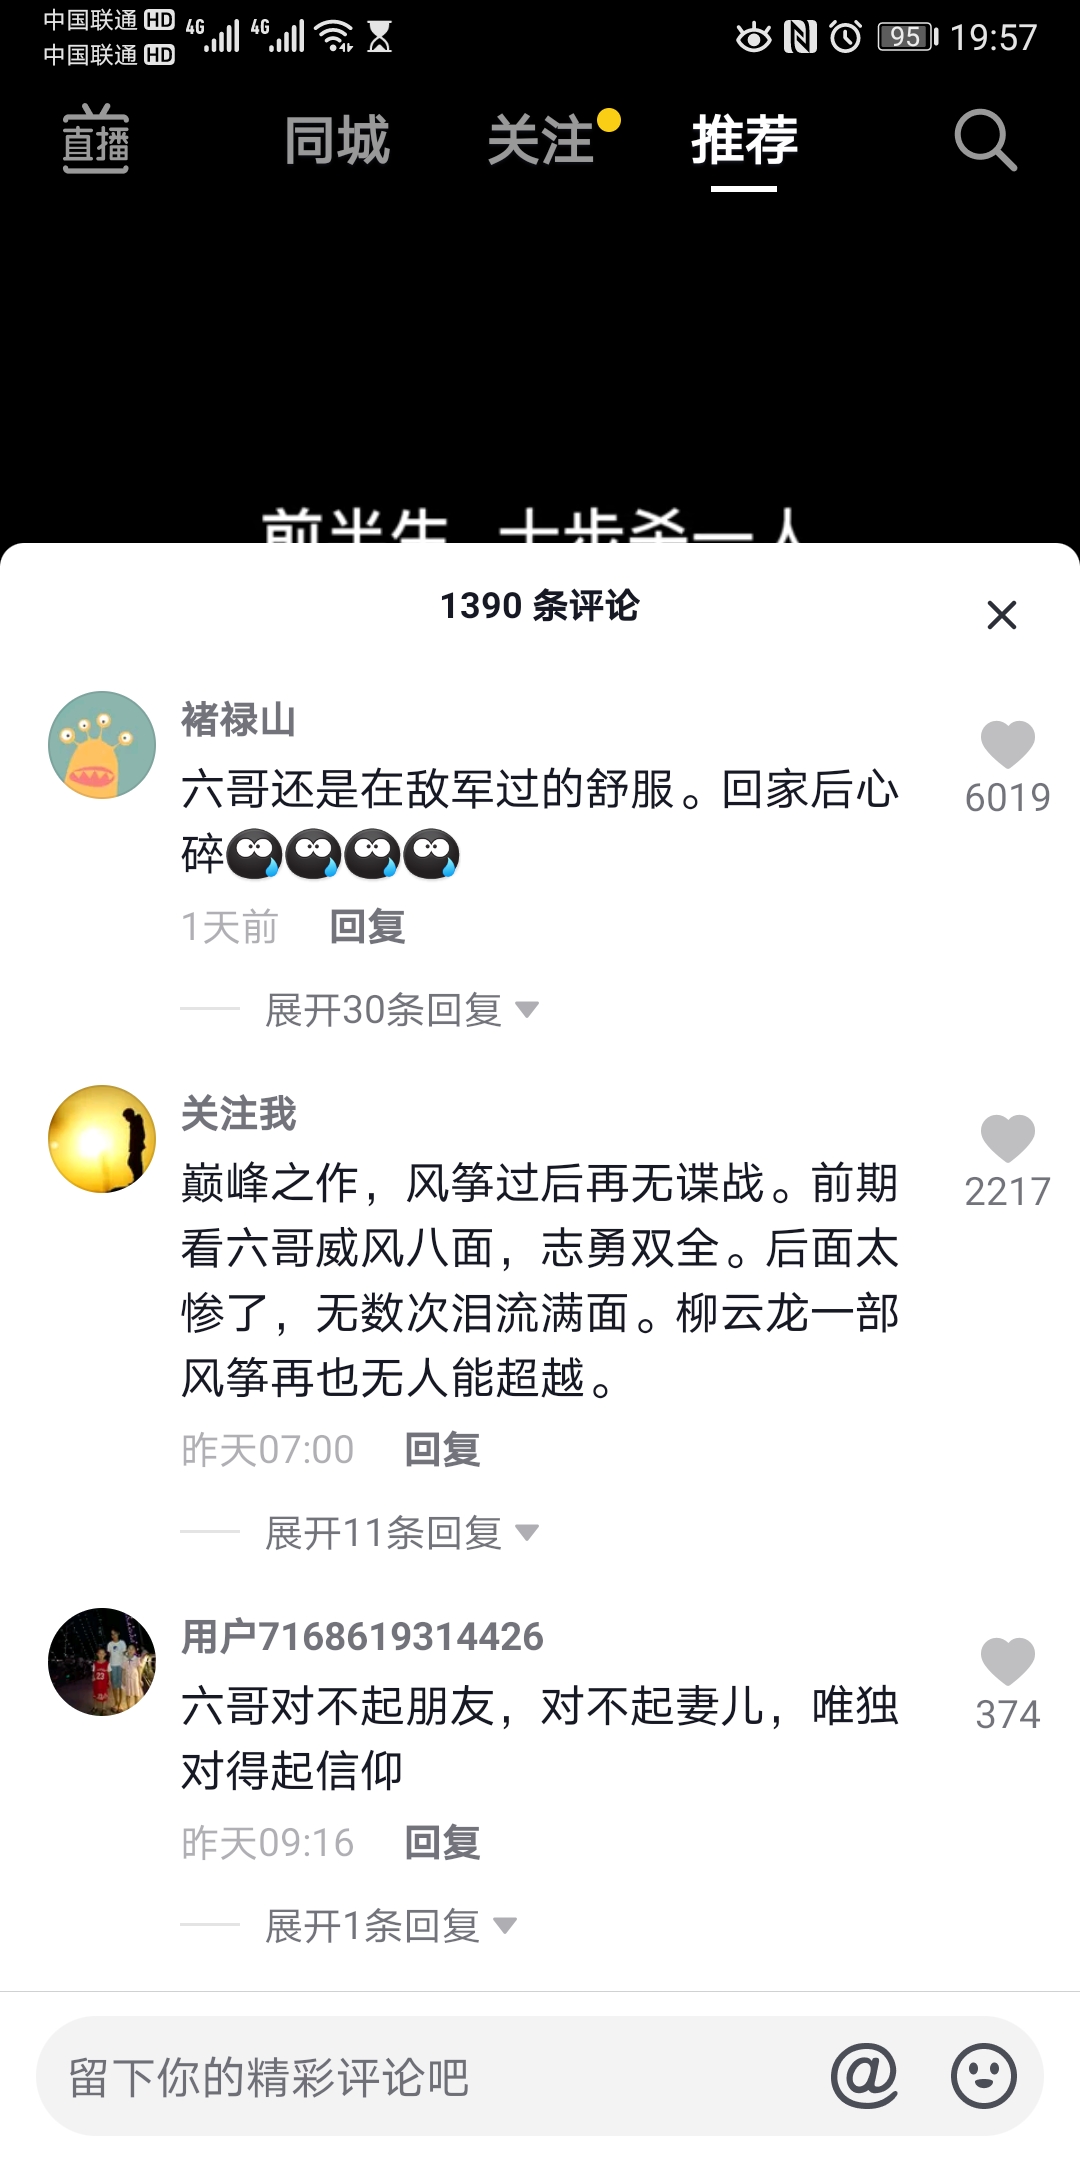 中国联通 HD 4G 4G 95 19:57
中国联通 HD
直播 同城 关注 推荐
前半生 十步杀一人
1390 条评论
褚禄山
六哥还是在敌军过的舒服。回家后心
碎
6019
1天前 回复
展开30条回复
关注我
巅峰之作，风筝过后再无谍战。前期
看六哥威风八面，志勇双全。后面太
惨了，无数次泪流满面。柳云龙一部
风筝再也无人能超越。
2217
昨天07:00 回复
展开11条回复
用户7168619314426
六哥对不起朋友，对不起妻儿，唯独
对得起信仰
374
昨天09:16 回复
展开1条回复
留下你的精彩评论吧 @